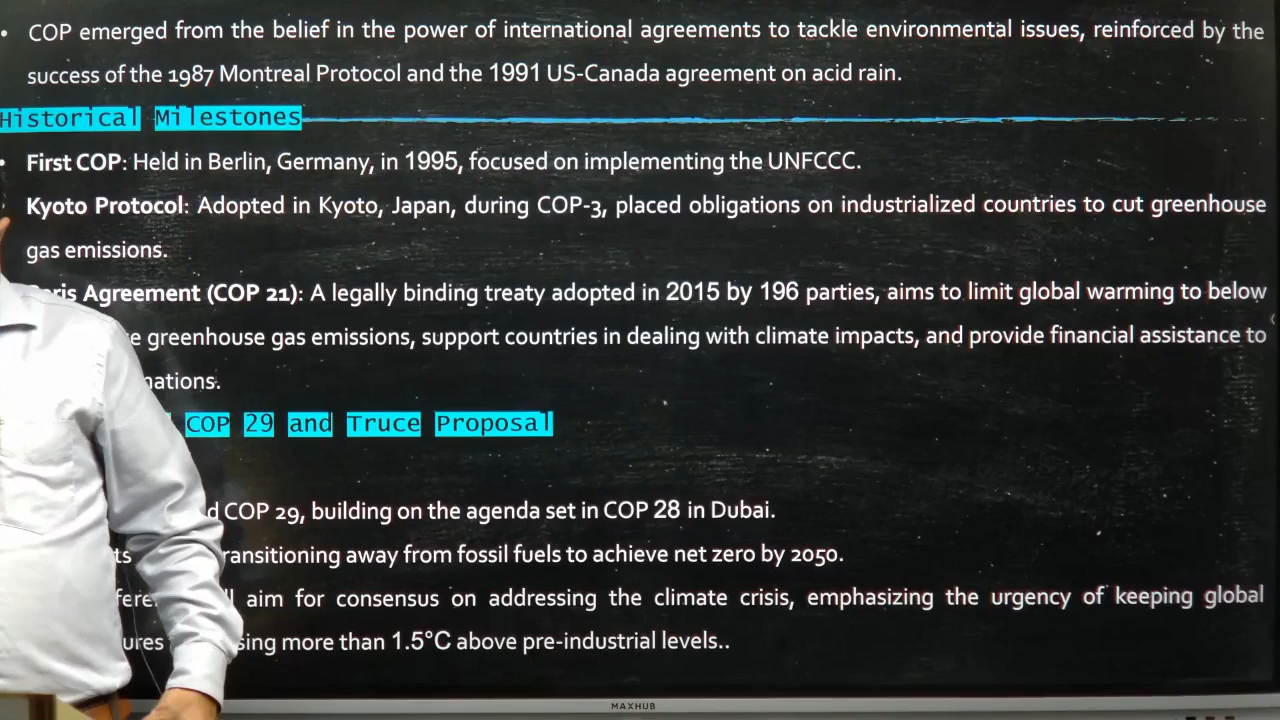 • COP emerged from the belief in the power of international agreements to tackle environmental issues, reinforced by the
success of the 1987 Montreal Protocol and the 1991 US-Canada agreement on acid rain.
Historical Milestones
• First COP: Held in Berlin, Germany, in 1995, focused on implementing the UNFCCC.
Kyoto Protocol: Adopted in Kyoto, Japan, during COP-3, placed obligations on industrialized countries to cut greenhouse
gas emissions.
Paris Agreement (COP 21): A legally binding treaty adopted in 2015 by 196 parties, aims to limit global warming to below
greenhouse gas emissions, support countries in dealing with climate impacts, and provide financial assistance to
nations.
COP 29 and Truce Proposal
COP 29, building on the agenda set in COP 28 in Dubai.
transitioning away from fossil fuels to achieve net zero by 2050.
aim for consensus on addressing the climate crisis, emphasizing the urgency of keeping global
more than 1.5°C above pre-industrial levels..
MAXHUB